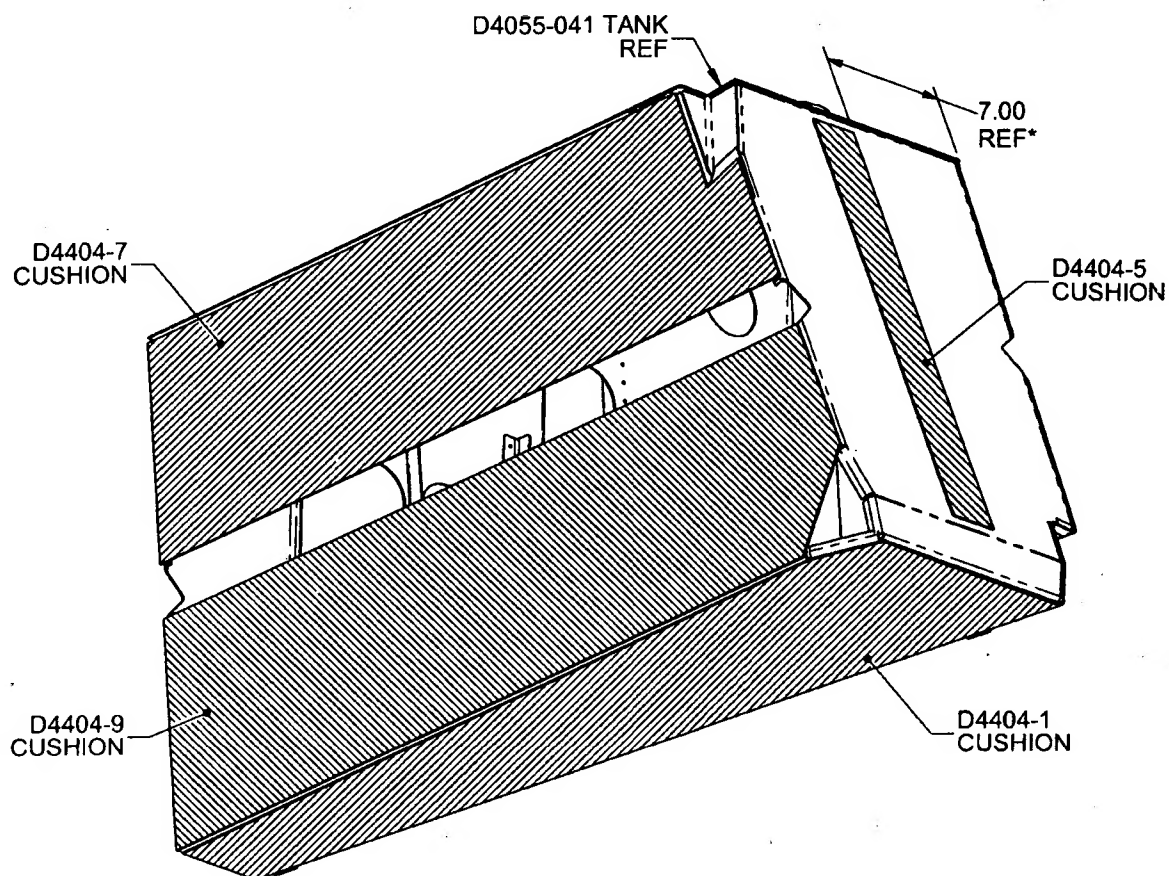 D4055-041 TANK
REF
7.00
REF*
D4404-7
CUSHION
D4404-5
CUSHION
D4404-9
CUSHION
D4404-1
CUSHION